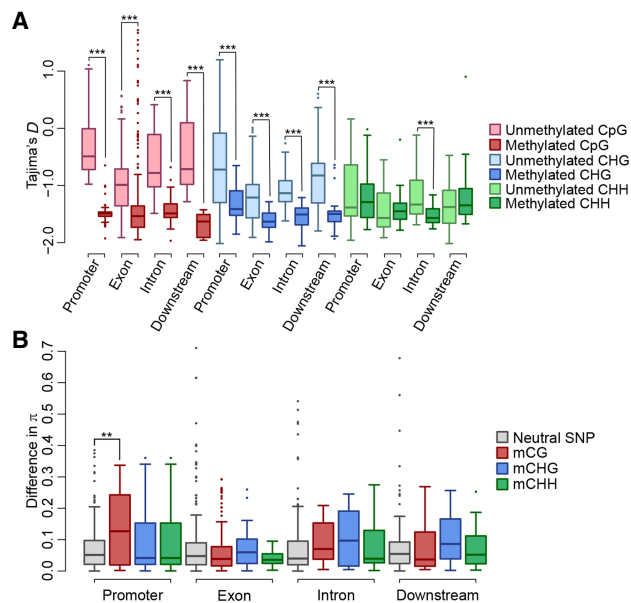 A
***
***
***
***
***
***
***
***
***
Tajima's D
1.0
0.0
-1.0
-2.0
Promoter
Exon
Intron
Downstream
Promoter
Exon
Intron
Downstream
Promoter
Exon
Intron
Downstream
Unmethylated CpG
Methylated CpG
Unmethylated CHG
Methylated CHG
Unmethylated CHH
Methylated CHH
B
Difference in π
0.7
0.6
0.5
0.4
0.3
0.2
0.1
0.0
**
Promoter
Exon
Intron
Downstream
Neutral SNP
mCG
mCHG
mCHH